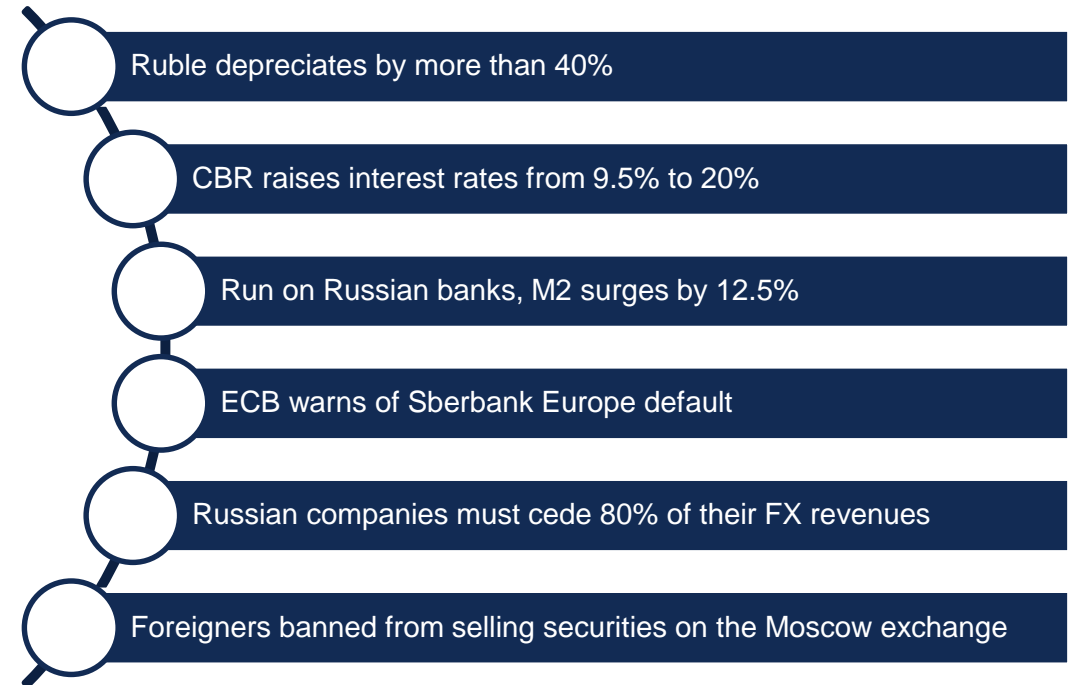 Ruble depreciates by more than 40%
CBR raises interest rates from 9.5% to 20%
Run on Russian banks, M2 surges by 12.5%
ECB warns of Sberbank Europe default
Russian companies must cede 80% of their FX revenues
Foreigners banned from selling securities on the Moscow exchange